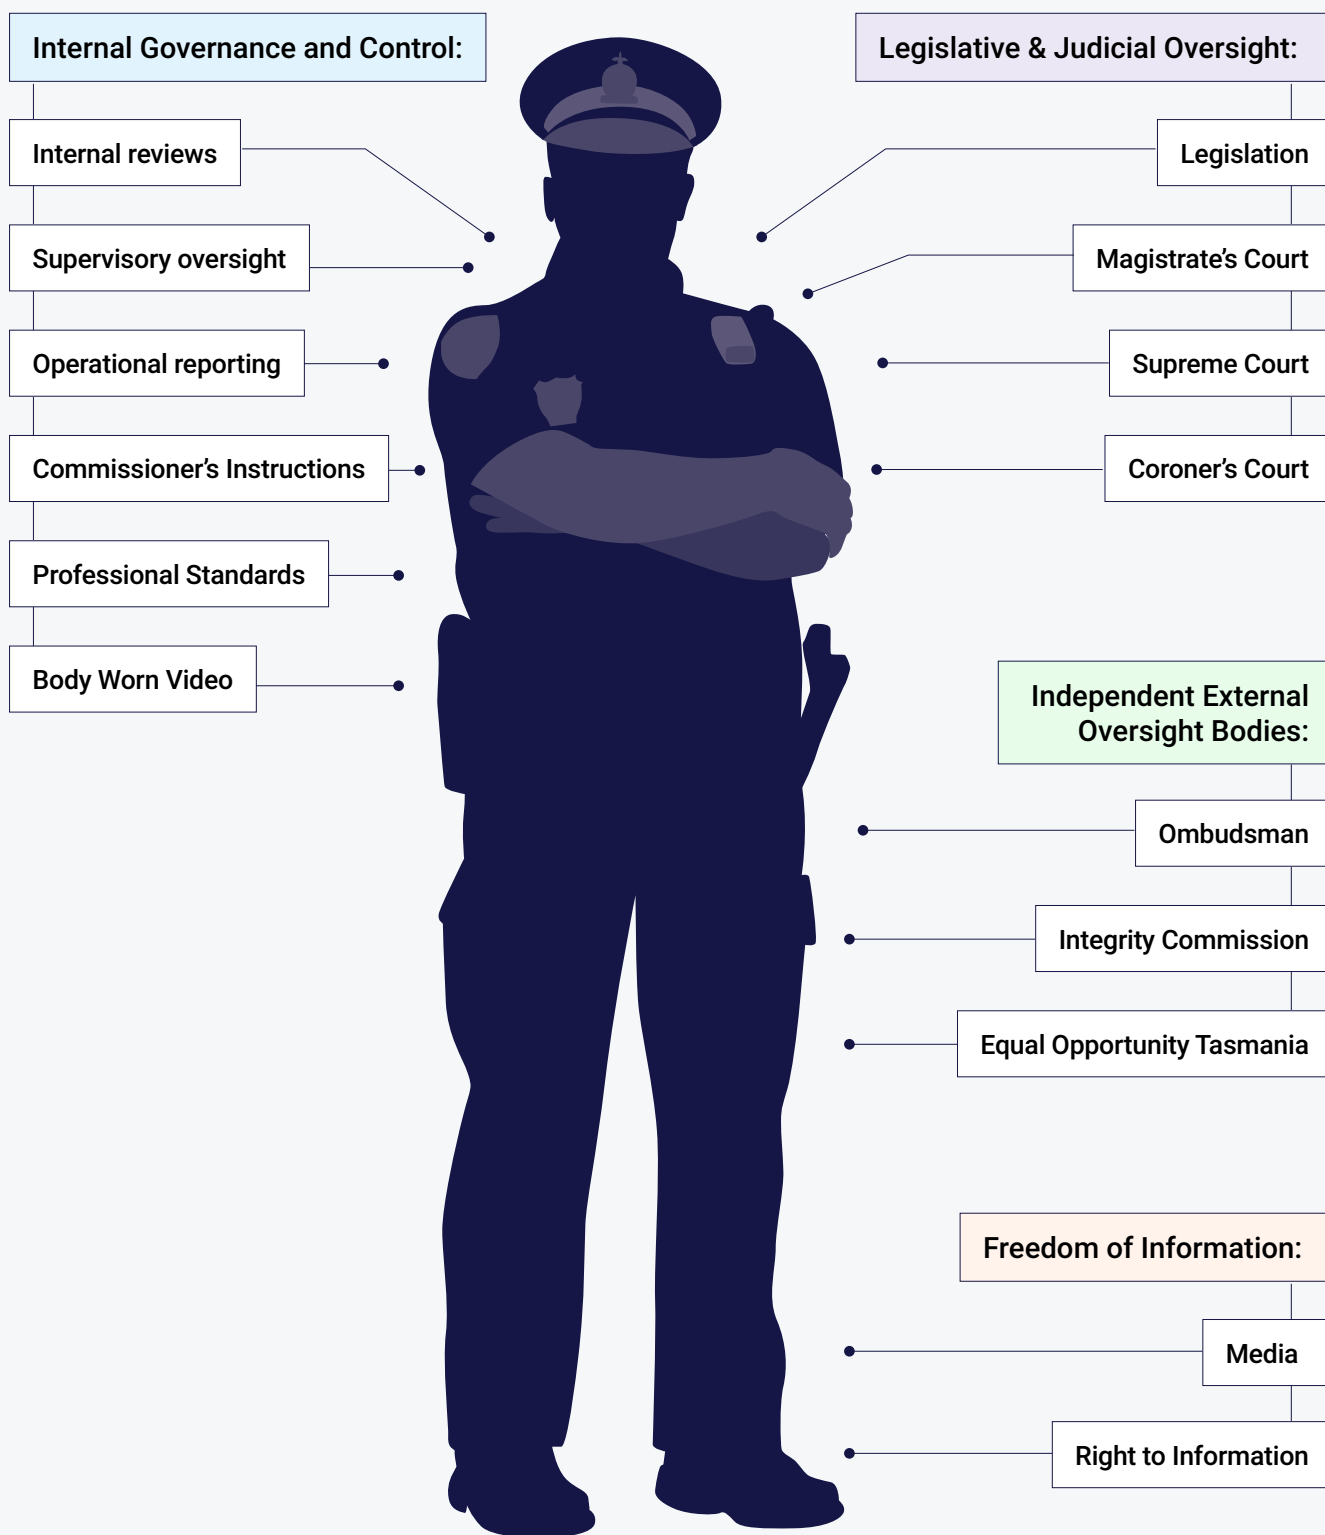 Internal Governance and Control:
Internal reviews
Supervisory oversight
Operational reporting
Commissioner’s Instructions
Professional Standards
Body Worn Video
Legislative & Judicial Oversight:
Legislation
Magistrate’s Court
Supreme Court
Coroner’s Court
Independent External
Oversight Bodies:
Ombudsman
Integrity Commission
Equal Opportunity Tasmania
Freedom of Information:
Media
Right to Information